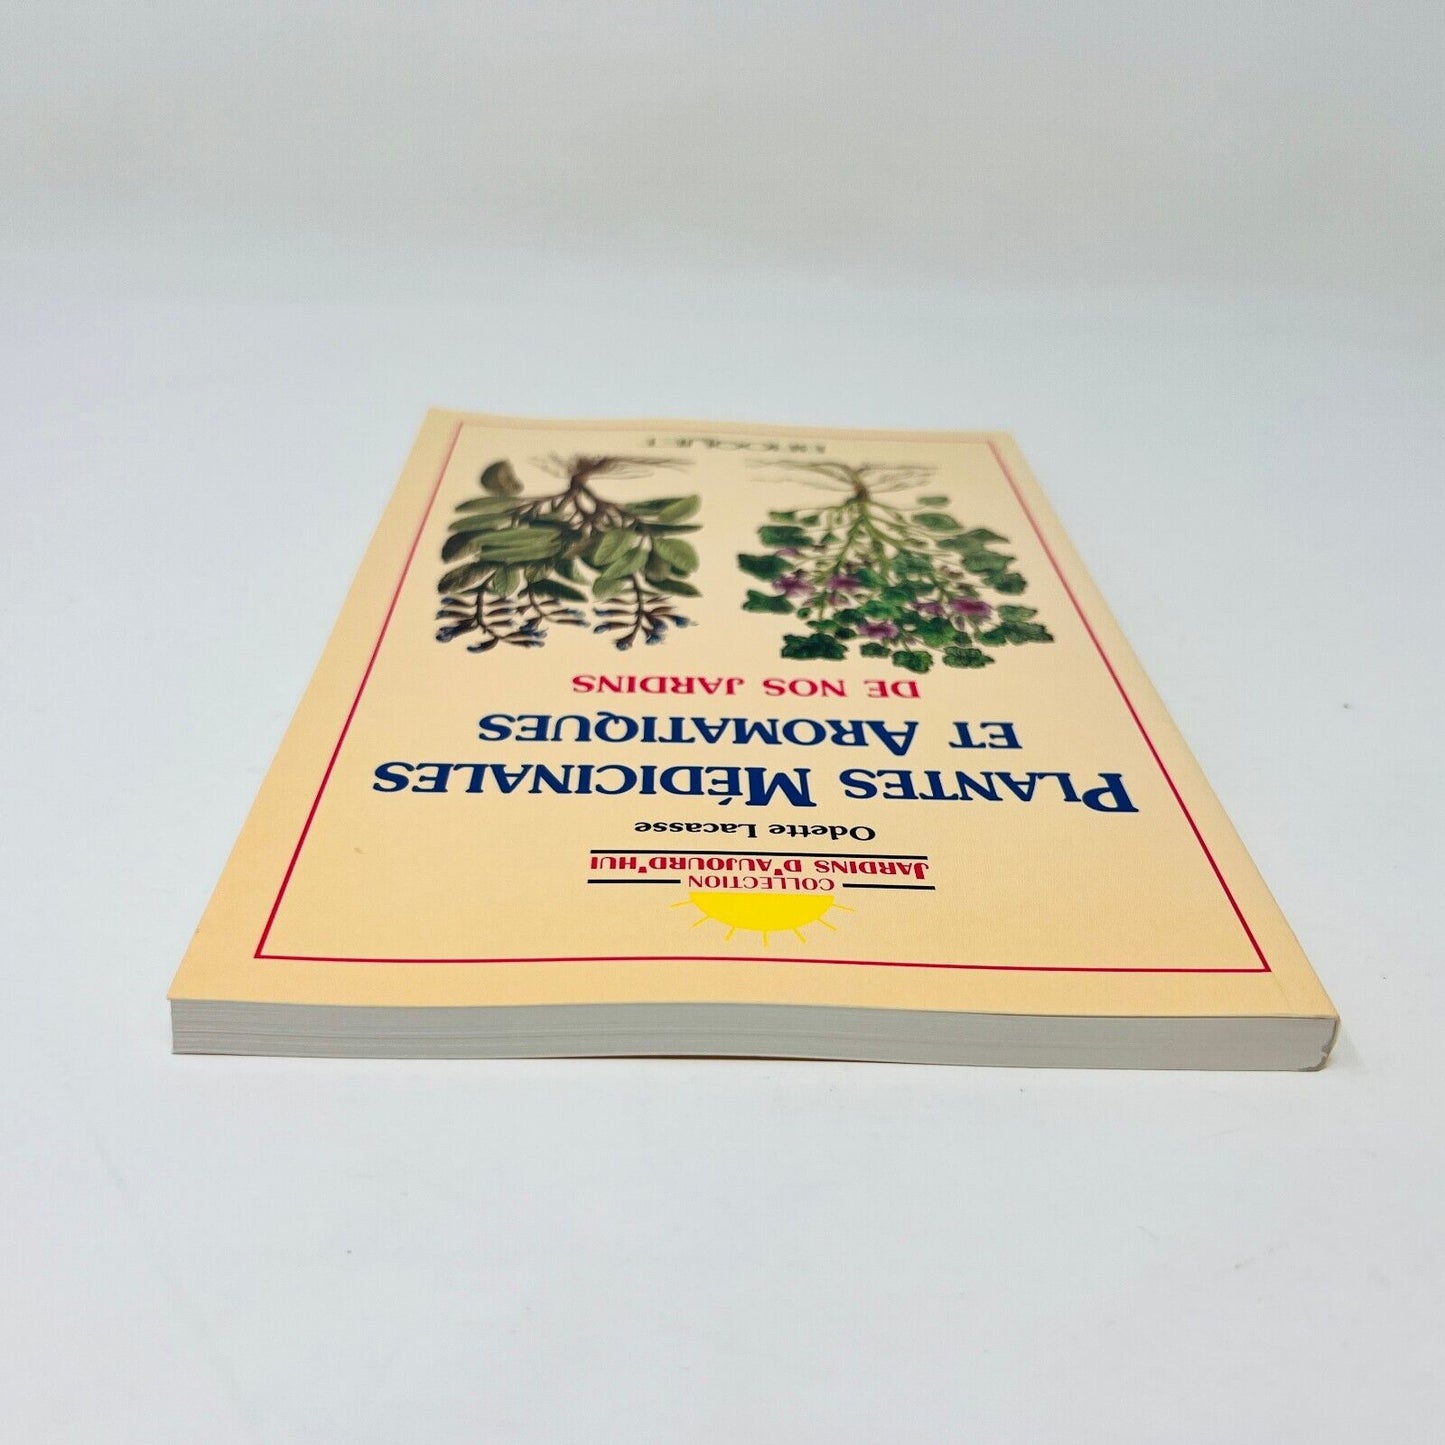 COLLECTION
JARDINS D'AUJOURD'HUI
Odette Lacasse
PLANTES MÉDICINALES
ET AROMATIQUES
DE NOS JARDINS